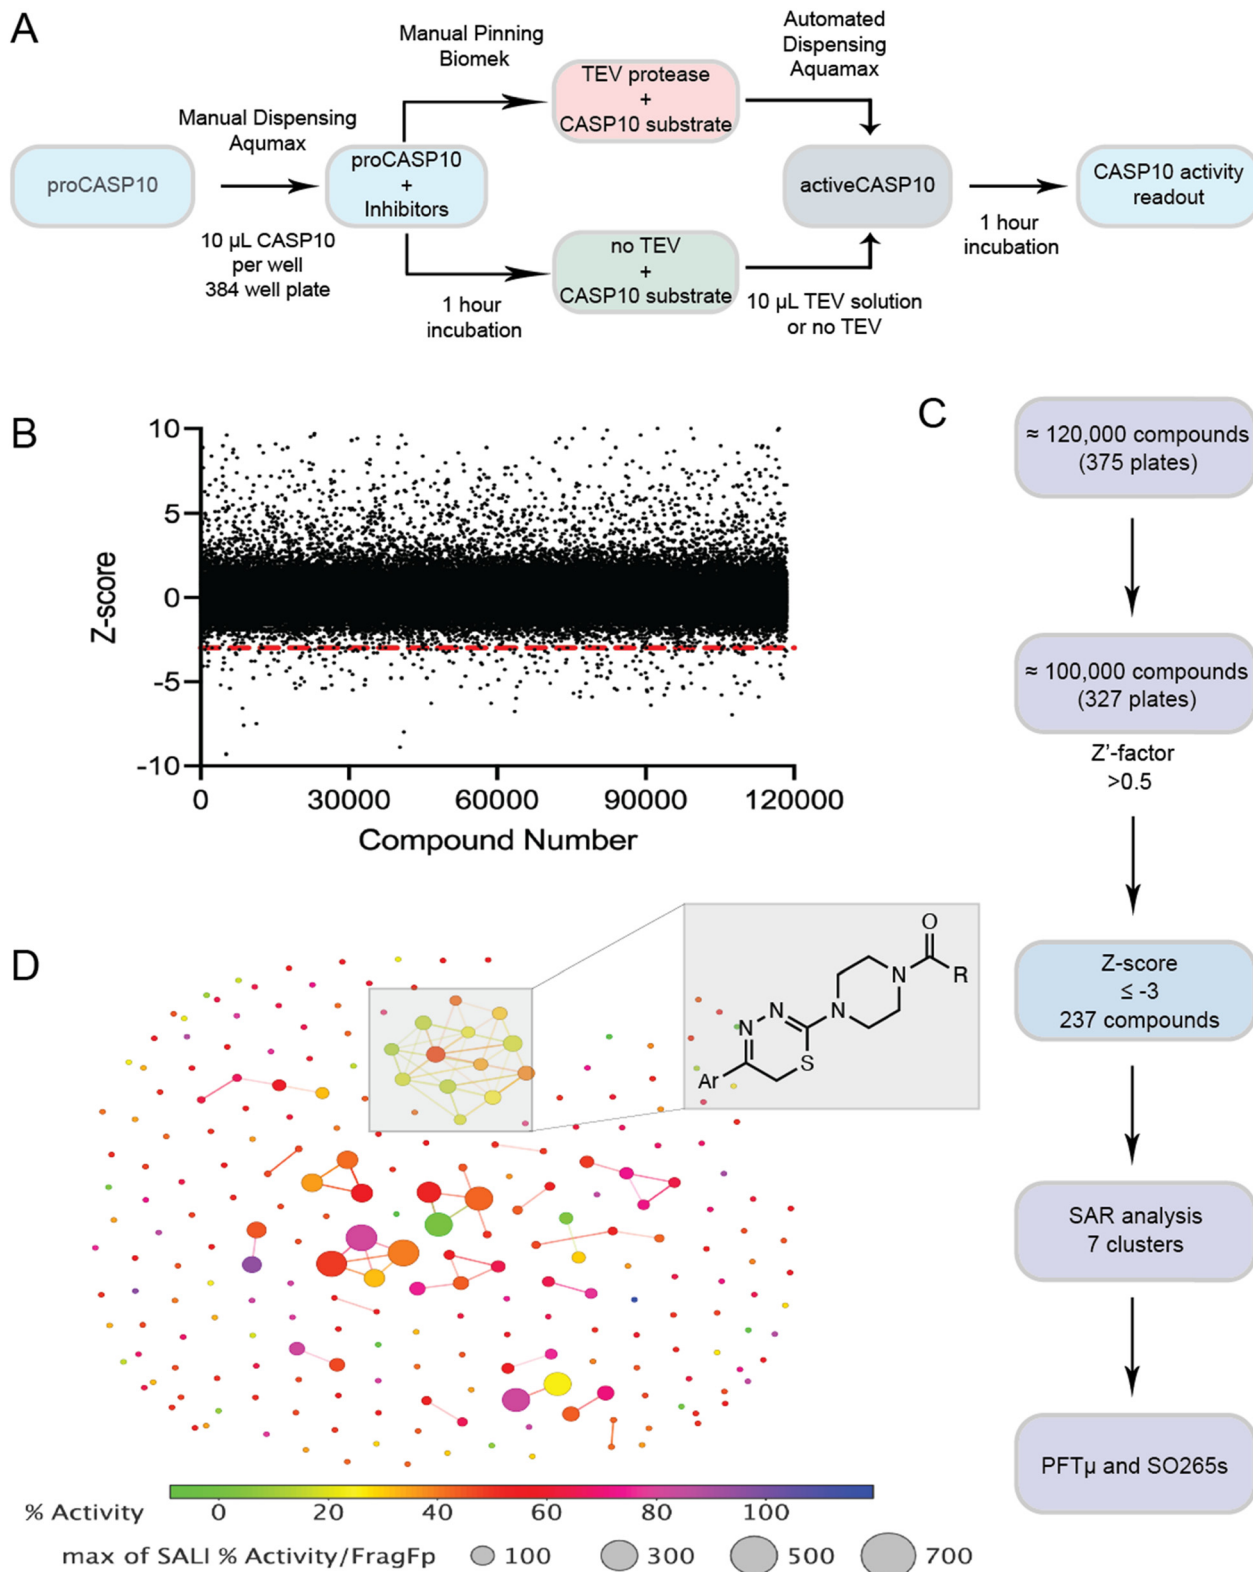 A
proCASP10
Manual Dispensing
Aqumax
10 µL CASP10
per well
384 well plate
proCASP10
+
Inhibitors
Manual Pinning
Biomek
1 hour
incubation
TEV protease
+
CASP10 substrate
no TEV
+
CASP10 substrate
Automated
Dispensing
Aquamax
10 µL TEV solution
or no TEV
activeCASP10
1 hour
incubation
CASP10 activity
readout
B
Z-score
10
5
0
-5
-10
0
30000
60000
90000
120000
Compound Number
C
≈ 120,000 compounds
(375 plates)
≈ 100,000 compounds
(327 plates)
Z'-factor
>0.5
Z-score
≤ -3
237 compounds
SAR analysis
7 clusters
PFTµ and SO265s
D
O
R
N
N
N
N
S
Ar
% Activity
0
20
40
60
80
100
max of SALI % Activity/FragFp
100
300
500
700